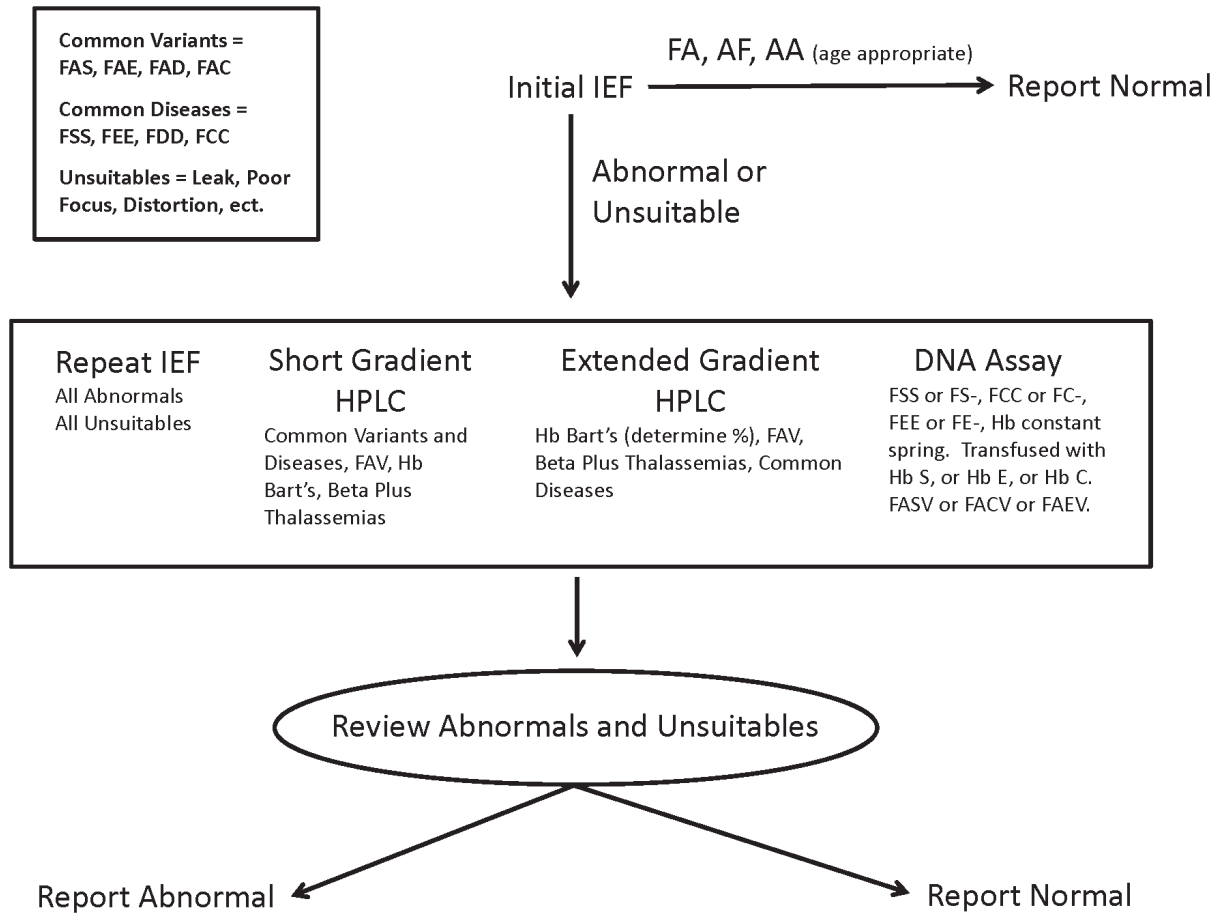 Common Variants =
FAS, FAE, FAD, FAC
Common Diseases =
FSS, FEE, FDD, FCC
Unsuitables = Leak, Poor
Focus, Distortion, ect.
FA, AF, AA (age appropriate)
Initial IEF
Report Normal
Abnormal or
Unsuitable
Repeat IEF
All Abnormals
All Unsuitables
Short Gradient
HPLC
Common Variants and
Diseases, FAV, Hb
Bart's, Beta Plus
Thalassemias
Extended Gradient
HPLC
Hb Bart's (determine %), FAV,
Beta Plus Thalassemias, Common
Diseases
DNA Assay
FSS or FS-, FCC or FC-,
FEE or FE-, Hb constant
spring. Transfused with
Hb S, or Hb E, or Hb C.
FASV or FACV or FAEV.
Review Abnormals and Unsuitables
Report Abnormal
Report Normal